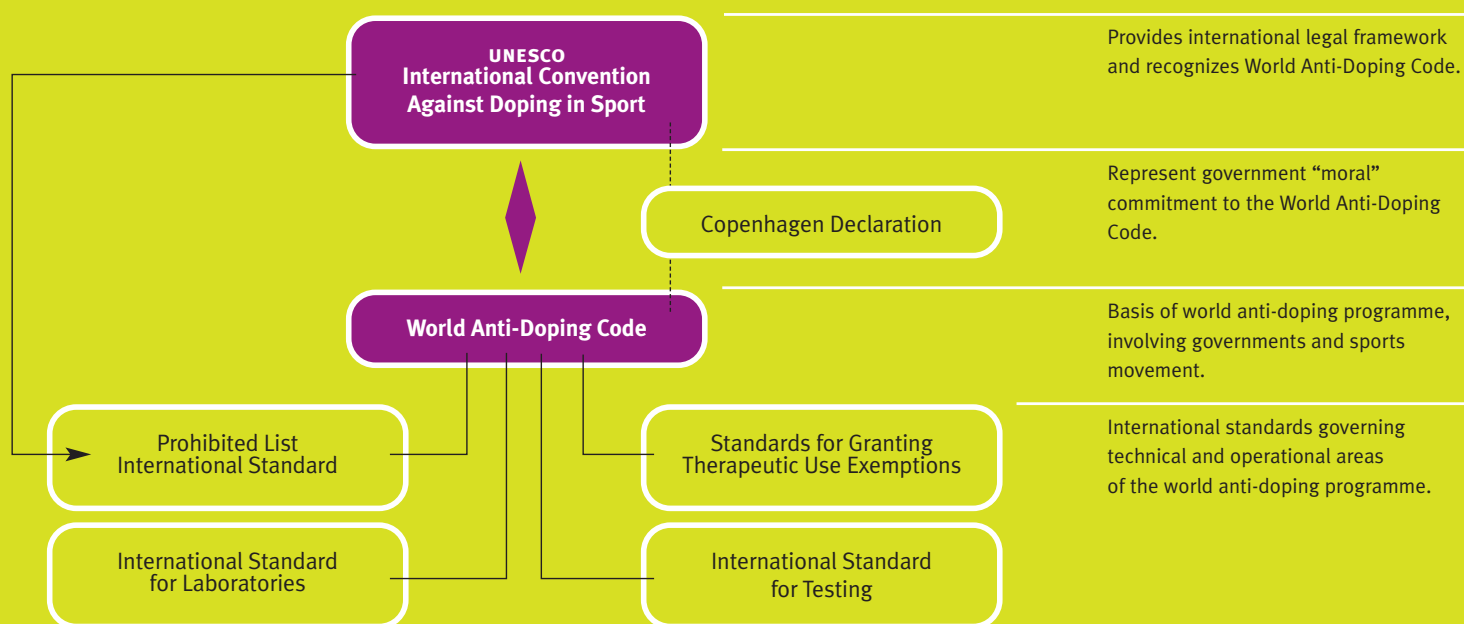 UNESCO
International Convention
Against Doping in Sport
Provides international legal framework
and recognizes World Anti-Doping Code.
Copenhagen Declaration
Represent government “moral”
commitment to the World Anti-Doping
Code.
World Anti-Doping Code
Basis of world anti-doping programme,
involving governments and sports
movement.
Prohibited List
International Standard
Standards for Granting
Therapeutic Use Exemptions
International standards governing
technical and operational areas
of the world anti-doping programme.
International Standard
for Laboratories
International Standard
for Testing